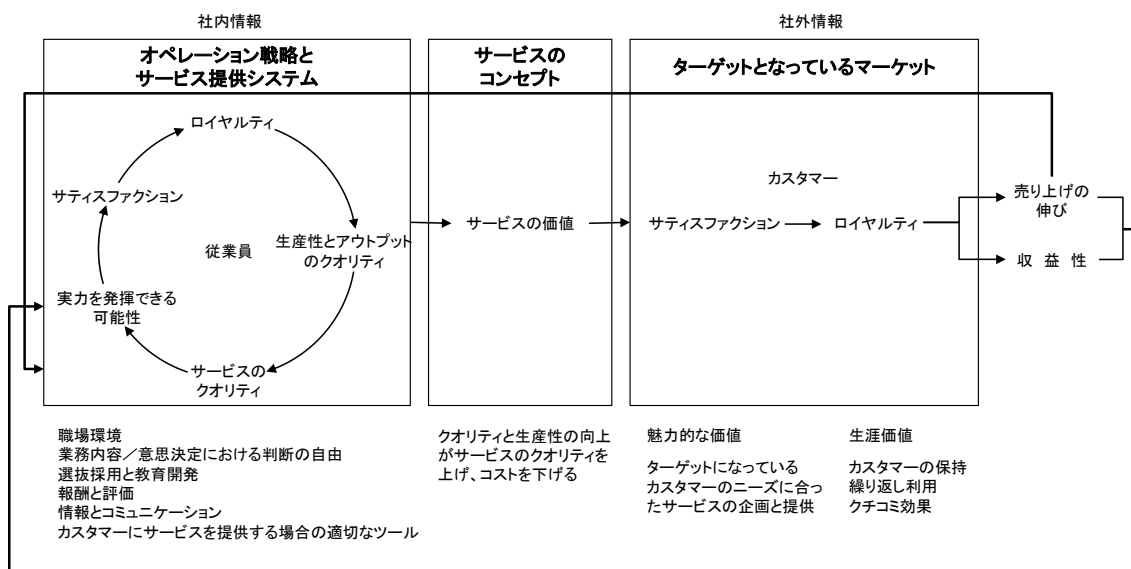 社内情報
社外情報
オペレーション戦略と
サービス提供システム
サービスの
コンセプト
ターゲットとなっているマーケット
ロイヤルティ
サティスファクション
従業員
生産性とアウトプット
のクオリティ
実力を発揮できる
可能性
サービスの
クオリティ
サービスの価値
カスタマー
サティスファクション
ロイヤルティ
売り上げの
伸び
収 益 性
職場環境
業務内容／意思決定における判断の自由
選抜採用と教育開発
報酬と評価
情報とコミュニケーション
カスタマーにサービスを提供する場合の適切なツール
クオリティと生産性の向上
がサービスのクオリティを
上げ、コストを下げる
魅力的な価値
ターゲットになっている
カスタマーのニーズに合っ
たサービスの企画と提供
生涯価値
カスタマーの保持
繰り返し利用
クチコミ効果